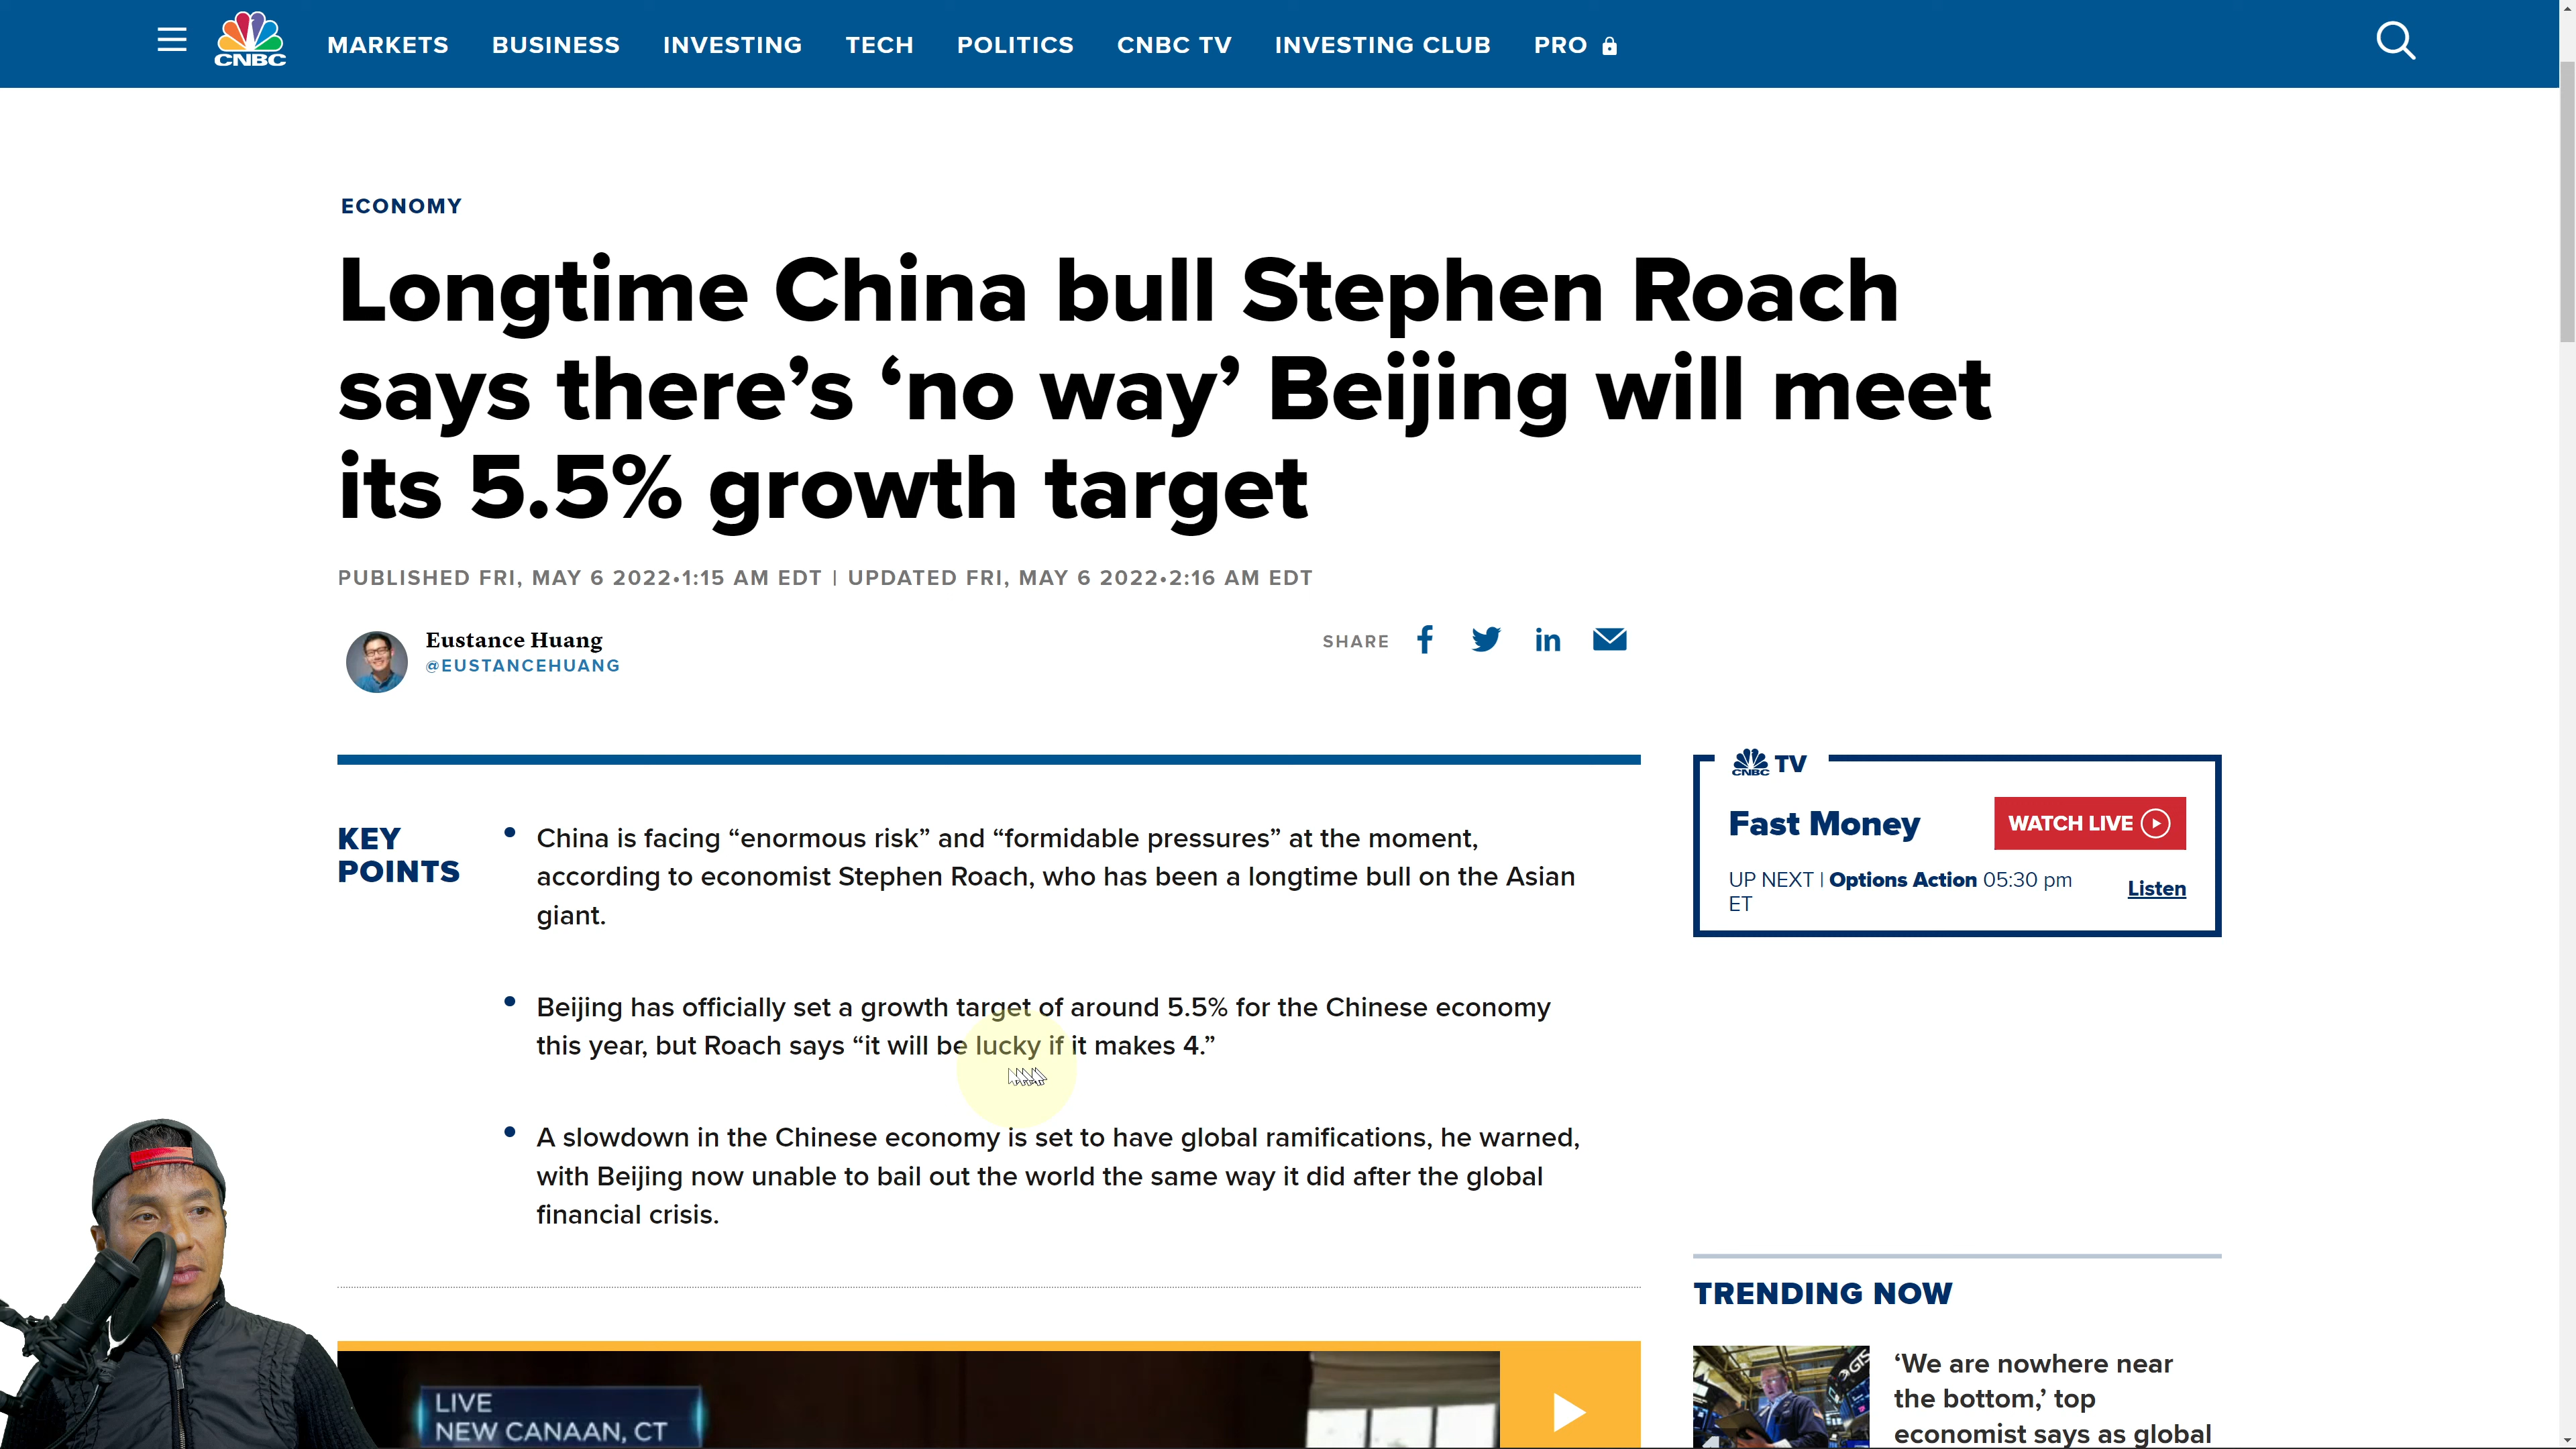 CNBC
MARKETS BUSINESS INVESTING TECH POLITICS CNBC TV INVESTING CLUB PRO
ECONOMY
Longtime China bull Stephen Roach
says there’s ‘no way’ Beijing will meet
its 5.5% growth target
PUBLISHED FRI, MAY 6 2022•1:15 AM EDT | UPDATED FRI, MAY 6 2022•2:16 AM EDT
Eustance Huang
@EUSTANCEHUANG
SHARE
KEY
POINTS
• China is facing “enormous risk” and “formidable pressures” at the moment,
according to economist Stephen Roach, who has been a longtime bull on the Asian
giant.
• Beijing has officially set a growth target of around 5.5% for the Chinese economy
this year, but Roach says “it will be lucky if it makes 4.”
• A slowdown in the Chinese economy is set to have global ramifications, he warned,
with Beijing now unable to bail out the world the same way it did after the global
financial crisis.
LIVE
NEW CANAAN, CT
CNBC TV
Fast Money
WATCH LIVE
UP NEXT | Options Action 05:30 pm
ET
Listen
TRENDING NOW
‘We are nowhere near
the bottom,’ top
economist says as global